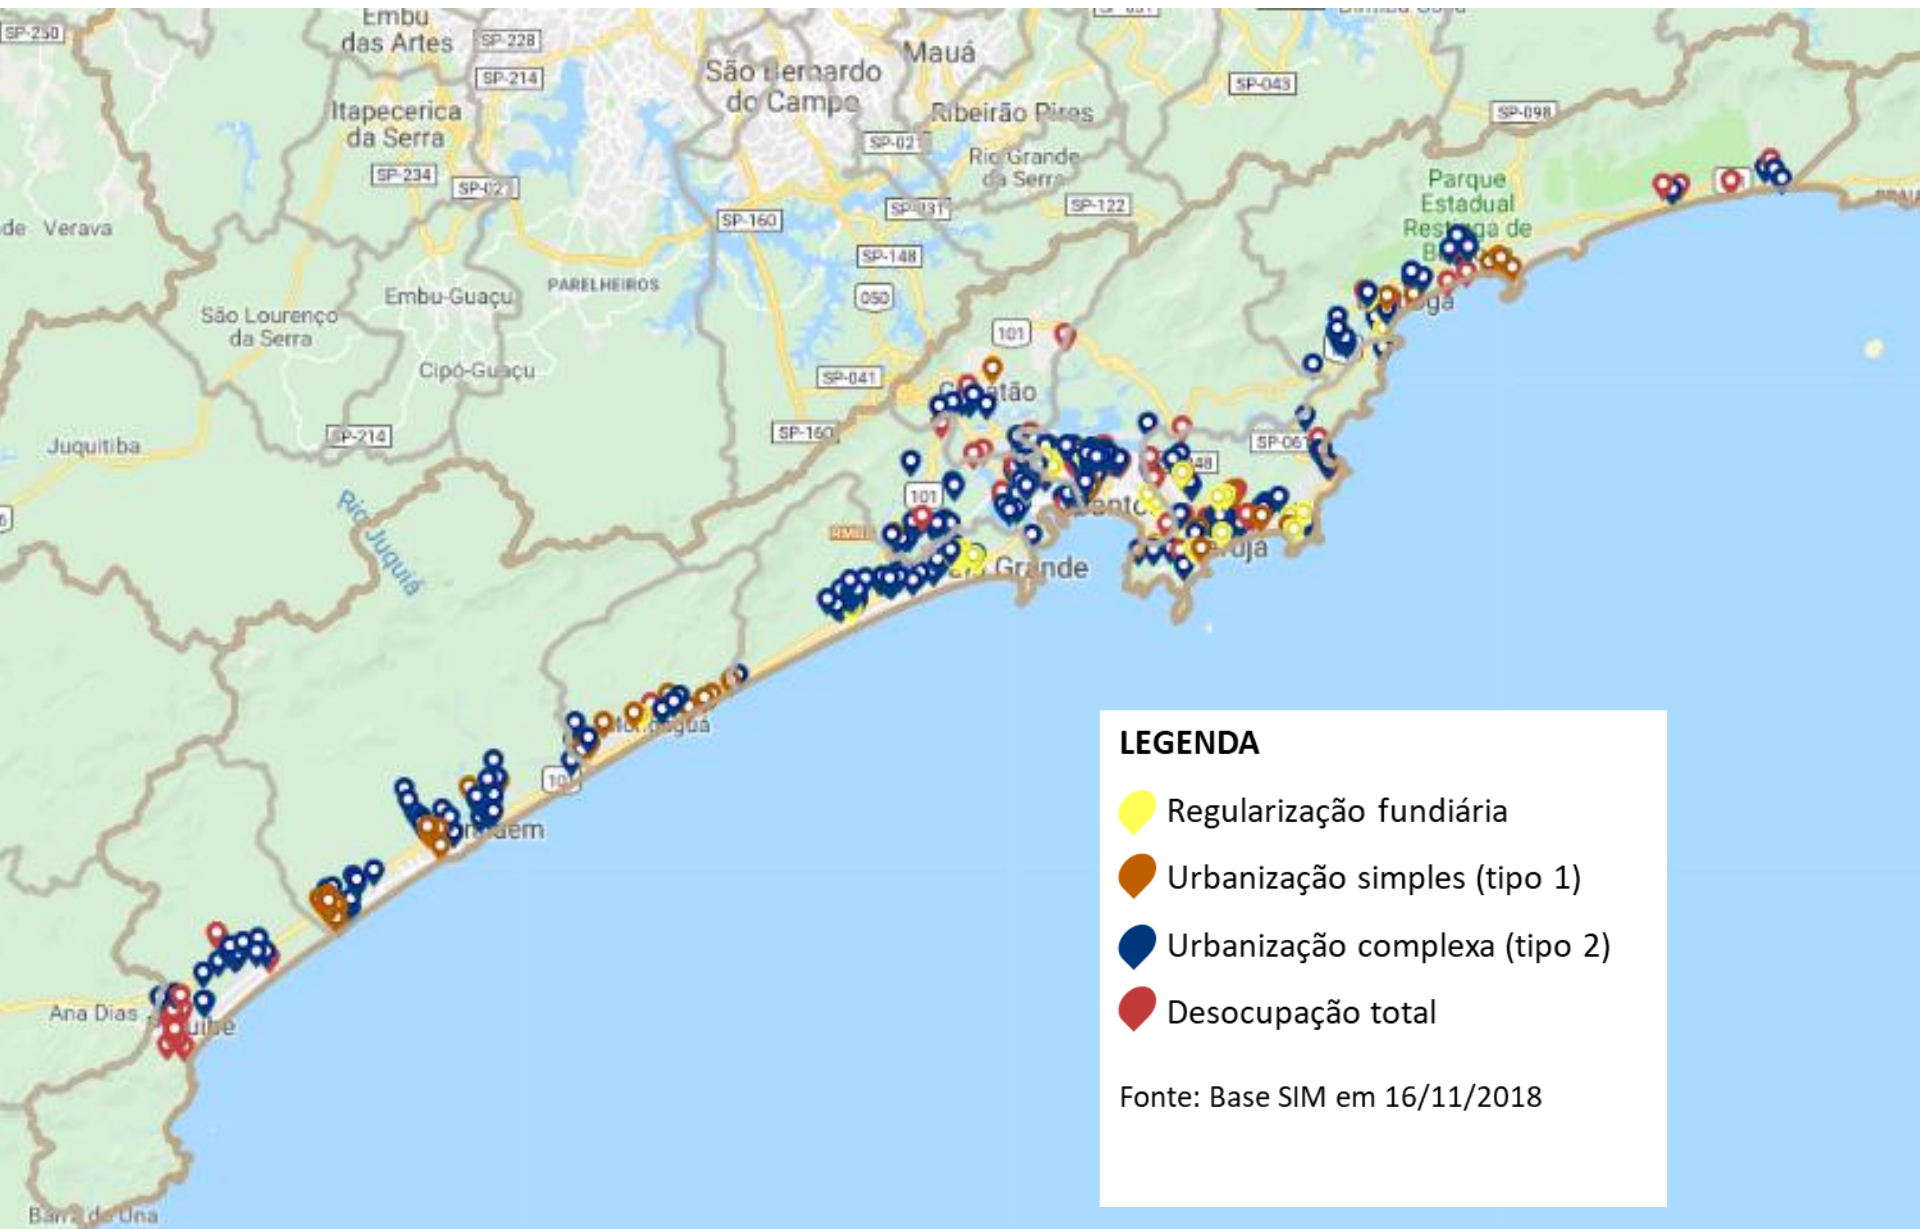 SP-250
Embu
das Artes
SP-228
SP-214
Itapecerica
da Serra
SP-234
São Bernardo
do Campo
Mauá
Ribeirão Pires
Rio Grande
da Serra
SP-043
SP-098
SP-160
SP-122
SP-148
050
Verava
PARELHEIROS
Embu-Guaçu
São Lourenço
da Serra
Cipó-Guaçu
Juquitiba
SP-214
SP-041
SP-160
101
Parque
Estadual
Restinga de
Rio Juquiá
101
Grande
Ana Dias
LEGENDA
Regularização fundiária
Urbanização simples (tipo 1)
Urbanização complexa (tipo 2)
Desocupação total
Fonte: Base SIM em 16/11/2018
Barra do Una